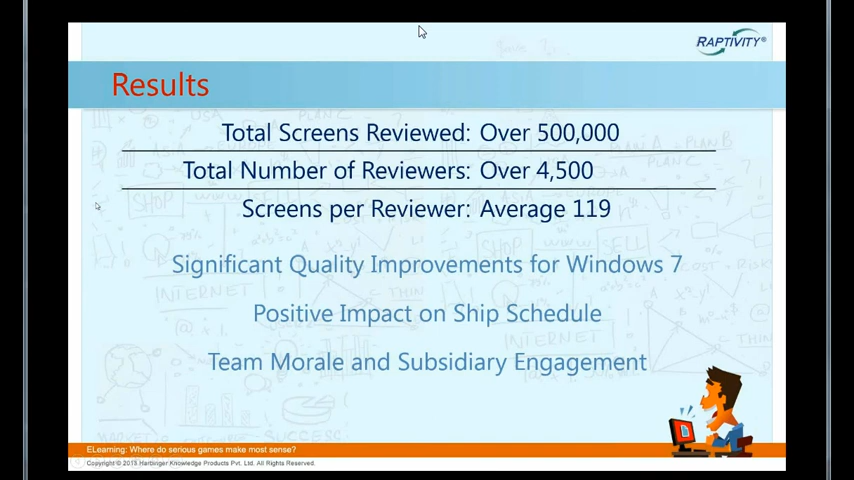 RAPTIVITY®
Results
Total Screens Reviewed: Over 500,000
Total Number of Reviewers: Over 4,500
Screens per Reviewer: Average 119
Significant Quality Improvements for Windows 7
Positive Impact on Ship Schedule
Team Morale and Subsidiary Engagement
ELearning: Where do serious games make most sense?
Copyright © 2013 Harbinger Knowledge Products Pvt. Ltd. All Rights Reserved.